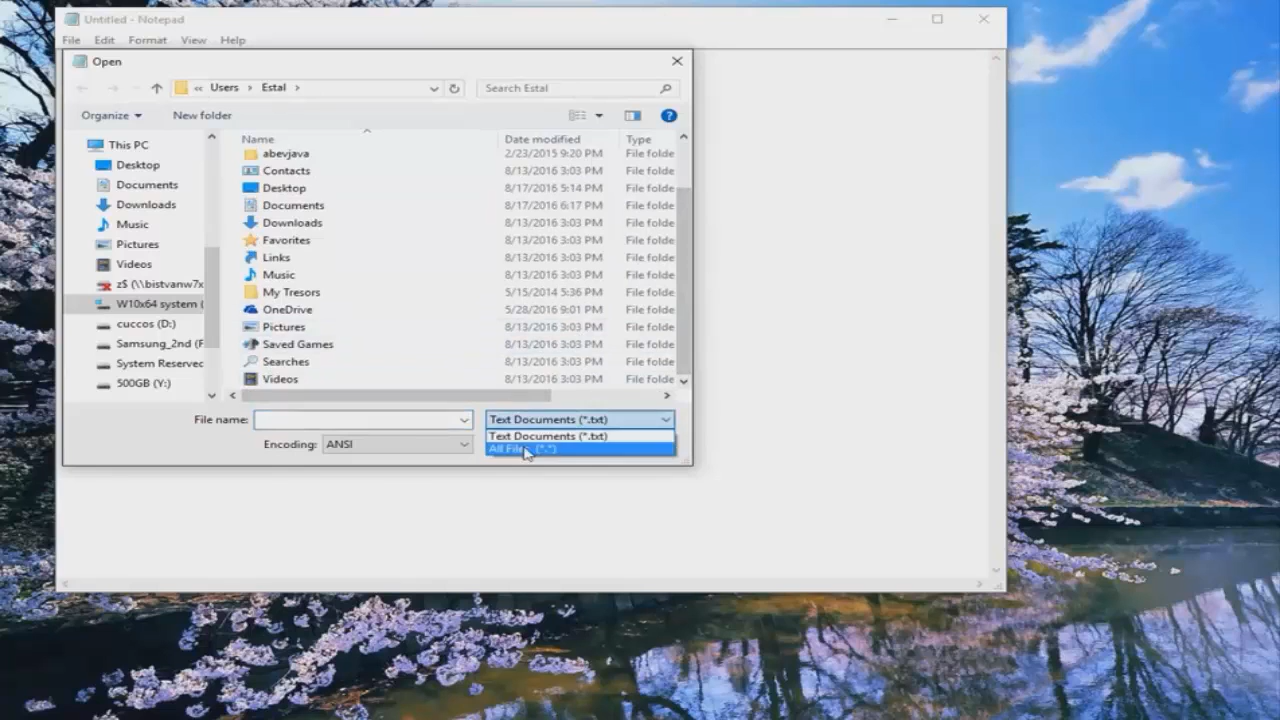 Untitled - Notepad
File Edit Format View Help
Open
« Users › Estal ›
Search Estal
Organize
New folder
?
Name Date modified Type
This PC
Desktop
Documents
Downloads
Music
Pictures
Videos
z$ (\\bistvanw7x
W10x64 system (
cuccos (D:)
Samsung_2nd (F
System Reserved
500GB (Y:)
abevjava 2/23/2015 9:20 PM File folde
Contacts 8/13/2016 3:03 PM File folde
Desktop 8/17/2016 5:14 PM File folde
Documents 8/17/2016 6:17 PM File folde
Downloads 8/13/2016 3:03 PM File folde
Favorites 8/13/2016 3:03 PM File folde
Links 8/13/2016 3:03 PM File folde
Music 8/13/2016 3:03 PM File folde
My Tresors 5/15/2014 5:36 PM File folde
OneDrive 5/28/2016 9:01 PM File folde
Pictures 8/13/2016 3:03 PM File folde
Saved Games 8/13/2016 3:03 PM File folde
Searches 8/13/2016 3:03 PM File folde
Videos 8/13/2016 3:03 PM File folde
File name:
Text Documents (*.txt)
Text Documents (*.txt)
All Files (*.*)
Encoding: ANSI